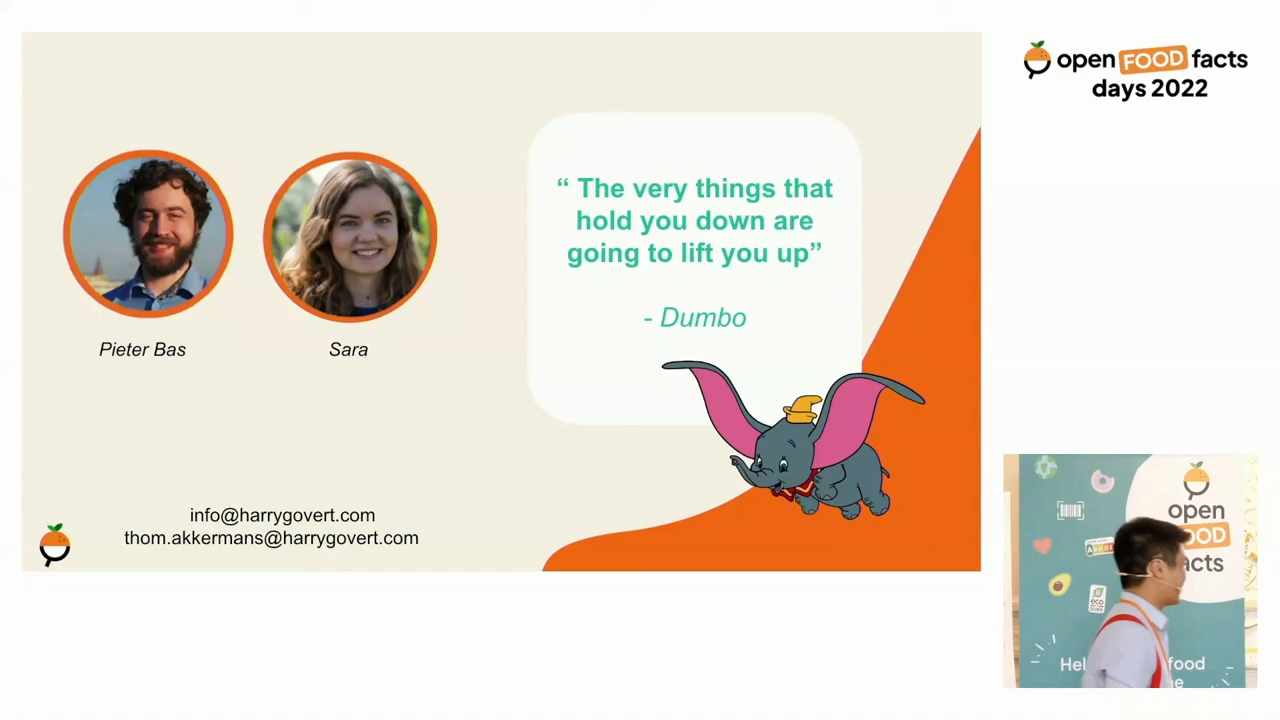 open FOOD facts
days 2022
“ The very things that
hold you down are
going to lift you up”
- Dumbo
Pieter Bas
Sara
info@harrygovert.com
thom.akkermans@harrygovert.com
open
facts
food